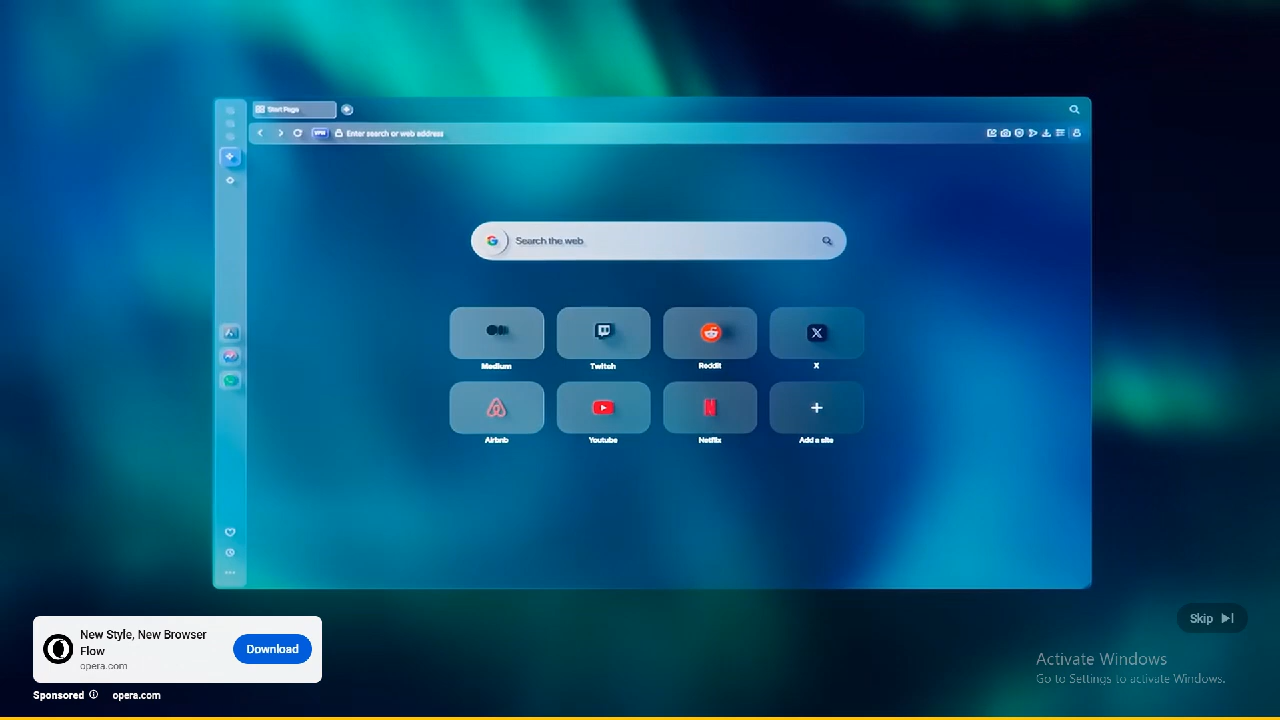 Start Page
VPN Enter search or web address
Search the web
Medium Twitch Reddit X
Airbnb Youtube Netflix Add a site
Skip
New Style, New Browser
Flow
opera.com
Download
Activate Windows
Go to Settings to activate Windows.
Sponsored opera.com